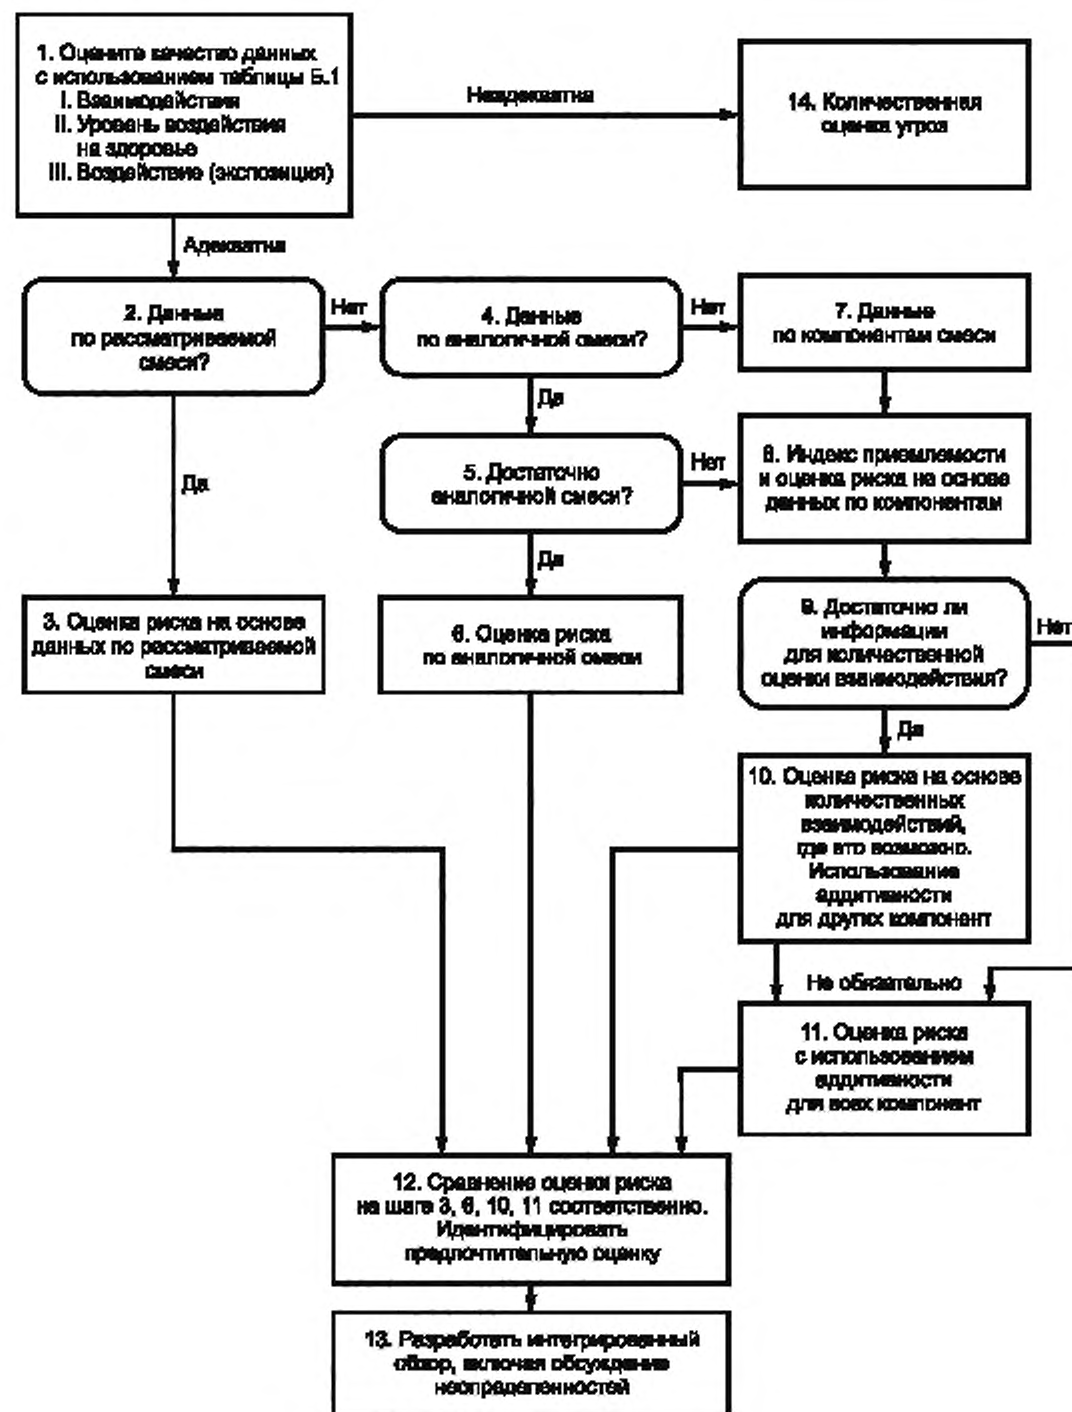 1. Оцените качество данных
с использованием таблицы Б.1
I. Взаимодействия
II. Уровень воздействия
на здоровье
III. Воздействие (экспозиция)
Неадекватна
14. Количественная
оценка угроз
Адекватна
2. Данные
по рассматриваемой
смеси?
Нет
4. Данные
по аналогичной смеси?
Нет
7. Данные
по компонентам смеси
Да
Да
5. Достаточно
аналогичной смеси?
Нет
8. Индекс приемлемости
и оценка риска на основе
данных по компонентам
Да
3. Оценка риска на основе
данных по рассматриваемой
смеси
6. Оценка риска
по аналогичной смеси
9. Достаточно ли
информации
для количественной
оценки взаимодействия?
Нет
Да
10. Оценка риска на основе
количественных
взаимодействий,
где это возможно.
Использование
аддитивности
для других компонент
Не обязательно
11. Оценка риска
с использованием
аддитивности
для всех компонент
12. Сравнение оценки риска
на шаге 3, 6, 10, 11 соответственно.
Идентифицировать
предпочтительную оценку
13. Разработать интегрированный
обзор, включая обсуждение
неопределенностей